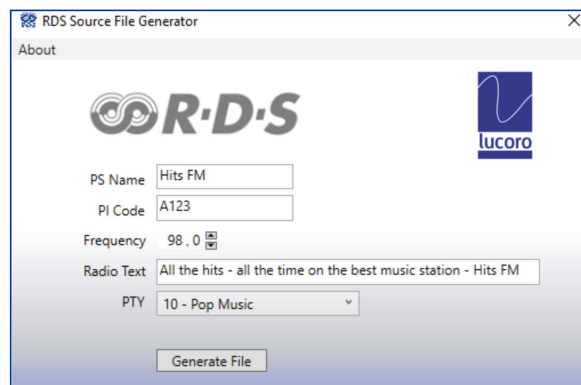 RDS Source File Generator
About
R·D·S
lucoro
PS Name Hits FM
PI Code A123
Frequency 98.0
Radio Text All the hits - all the time on the best music station - Hits FM
PTY 10 - Pop Music
Generate File